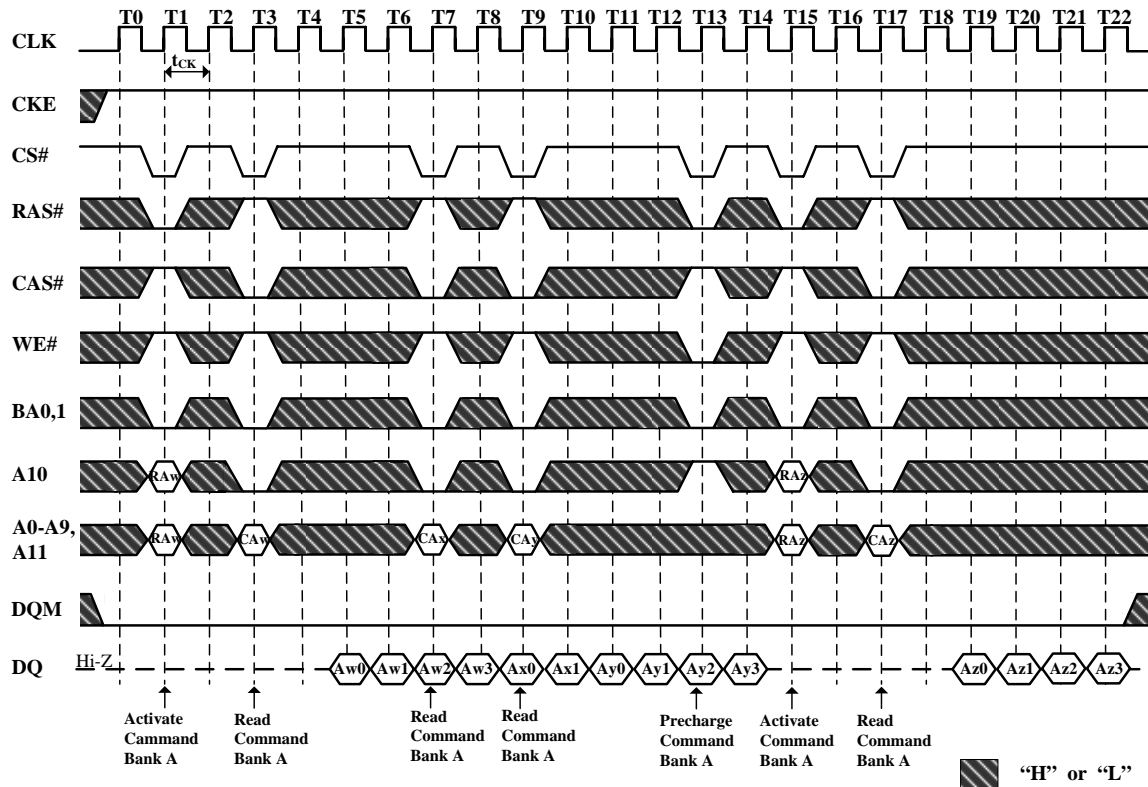 T0 T1 T2 T3 T4 T5 T6 T7 T8 T9 T10 T11 T12 T13 T14 T15 T16 T17 T18 T19 T20 T21 T22
CLK
tCK
CKE
CS#
RAS#
CAS#
WE#
BA0,1
A10
RAw RAz
A0-A9,
A11
RAw CAw CAx CAy RAz CAz
DQM
DQ
Hi-Z
Aw0 Aw1 Aw2 Aw3 Ax0 Ax1 Ay0 Ay1 Ay2 Ay3 Az0 Az1 Az2 Az3
Activate
Cammand
Bank A
Read
Command
Bank A
Read
Command
Bank A
Read
Command
Bank A
Precharge
Command
Bank A
Activate
Command
Bank A
Read
Command
Bank A
“H” or “L”